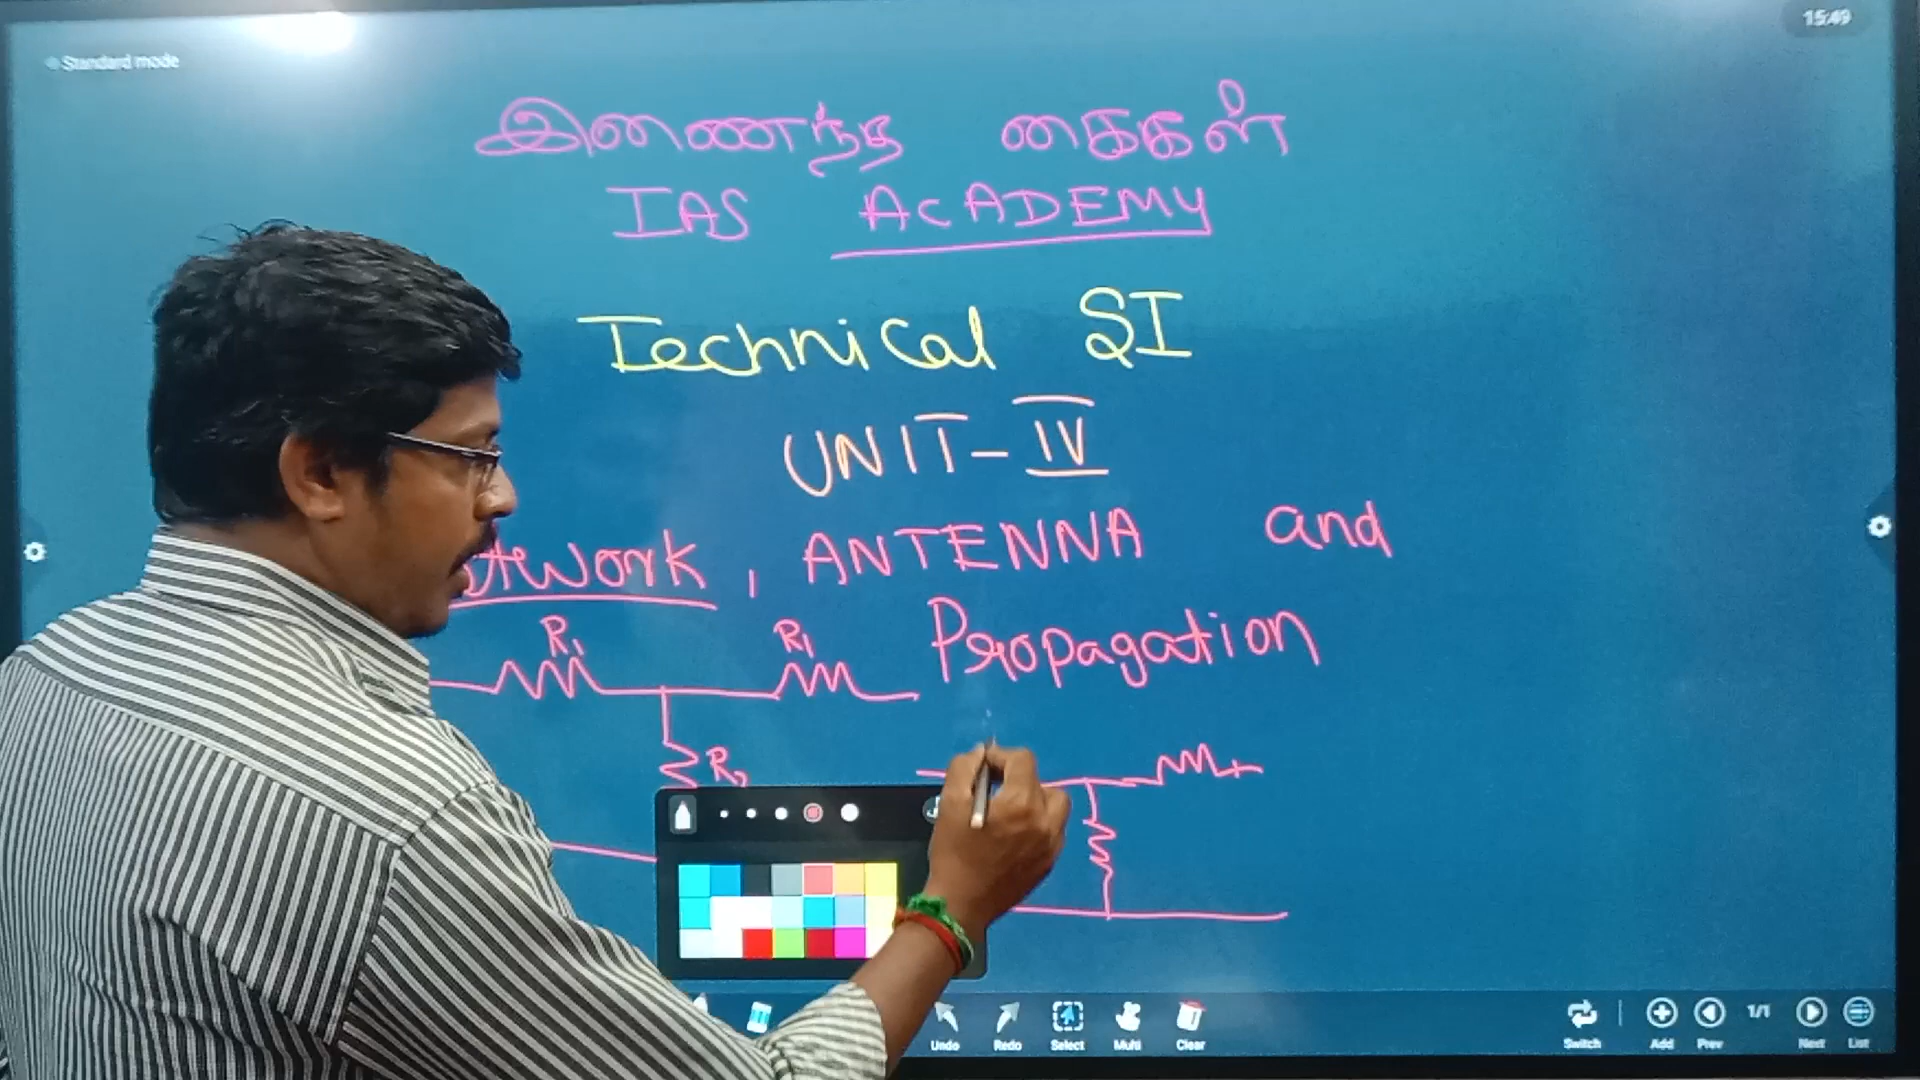 Standard mode
15:49
இணைந்த கைகள்
IAS ACADEMY
Technical SI
UNIT-IV
, ANTENNA and
Propagation
R1 R1
R2
Undo Redo Select Multi Clear Switch Add Prev 1/1 Next List